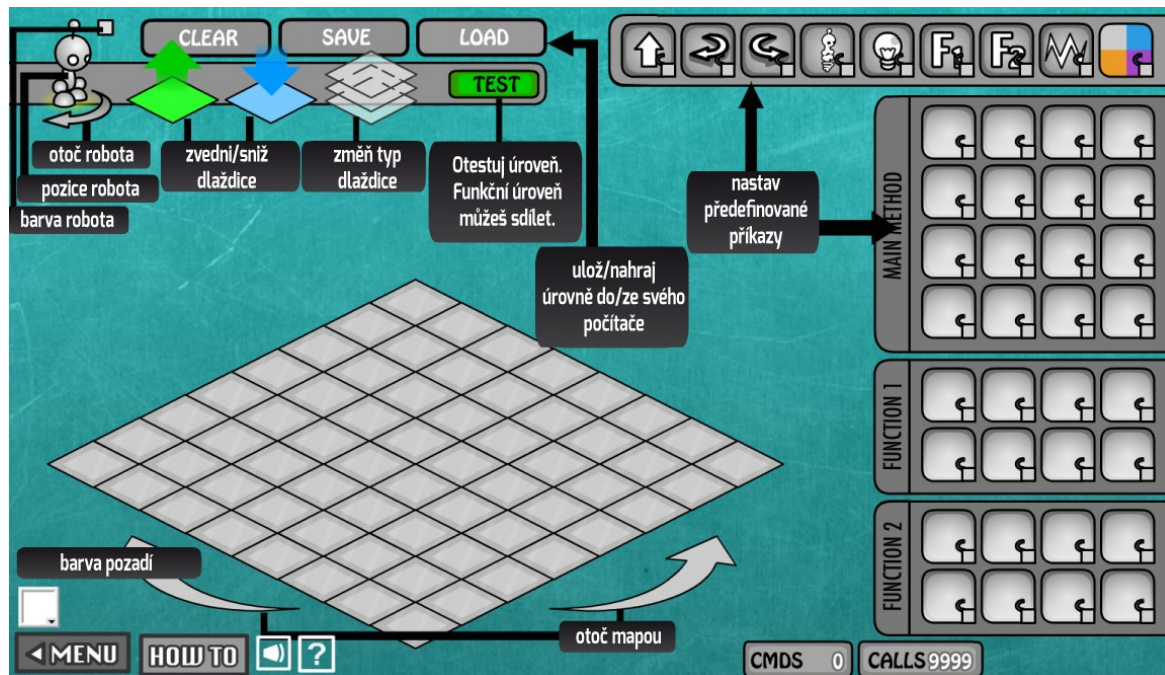 CLEAR
SAVE
LOAD
TEST
otoč robota
pozice robota
barva robota
zvedni/sniž
dlaždice
změň typ
dlaždice
Otestuj úroveň.
Funkční úroveň
můžeš sdílet.
ulož/nahraj
úrovně do/ze svého
počítače
nastav
předefinované
příkazy
F1
F2
MAIN METHOD
FUNCTION 1
FUNCTION 2
barva pozadí
otoč mapou
MENU
HOW TO
?
CMDS 0
CALLS 9999